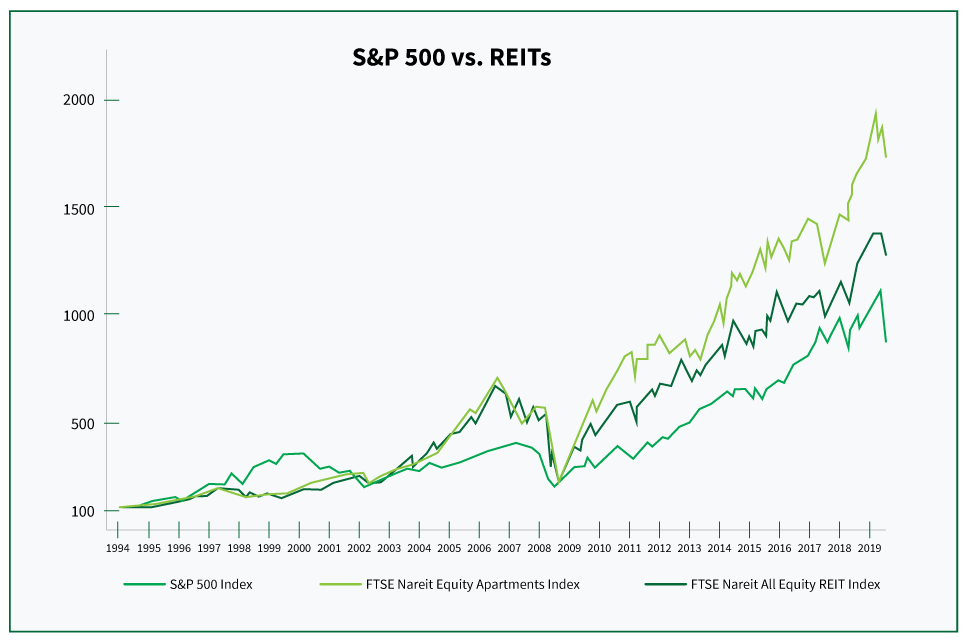 S&P 500 vs. REITs
2000
1500
1000
500
100
1994 1995 1996 1997 1998 1999 2000 2001 2002 2003 2004 2005 2006 2007 2008 2009 2010 2011 2012 2013 2014 2015 2016 2017 2018 2019
S&P 500 Index FTSE Nareit Equity Apartments Index FTSE Nareit All Equity REIT Index